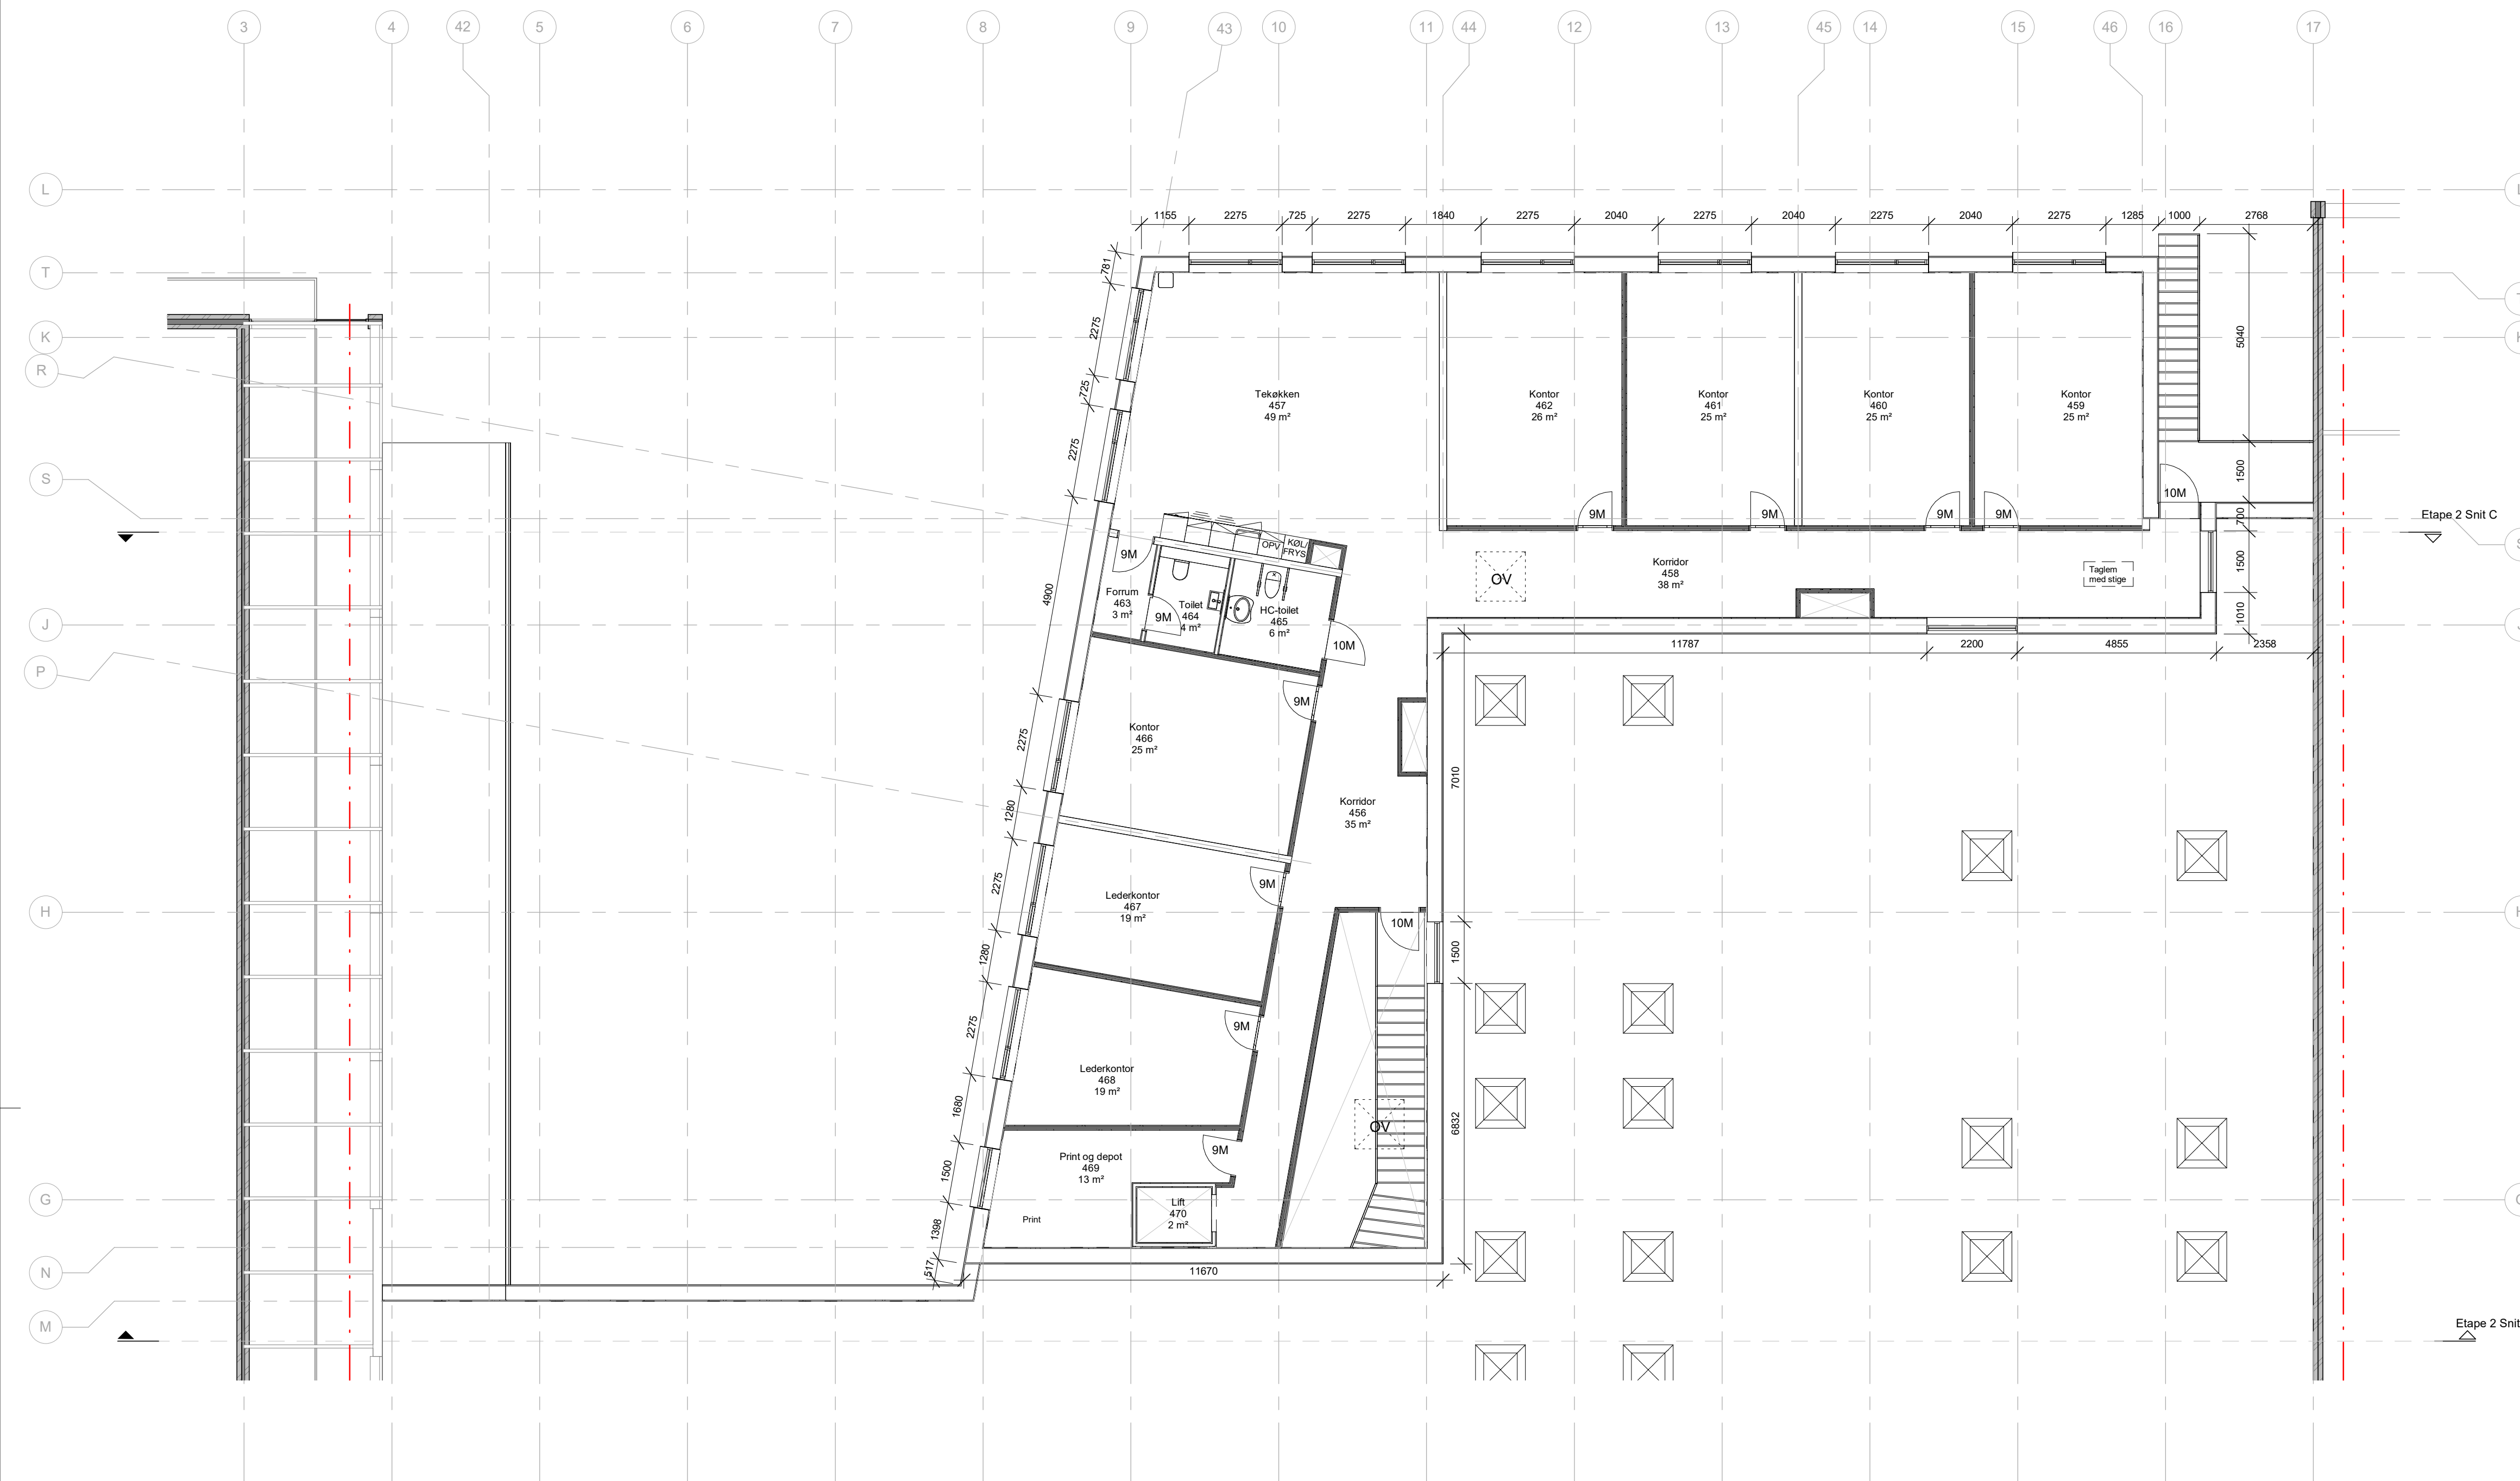 3 4 42 5 6 7 8 9 43 10 11 44 12 13 45 14 15 46 16 17
L
1155 2275 725 2275 1840 2275 2040 2275 2040 2275 2040 2275 1285 1000 2768
T
781
K
2275
5040
R
725
Tekøkken
457
49 m²
Kontor
462
26 m²
Kontor
461
25 m²
Kontor
460
25 m²
Kontor
459
25 m²
2275
S
1500
10M
9M 9M 9M 9M
700
Etape 2 Snit C
OPV
KØL/
FRYS
9M
Korridor
458
38 m²
OV
Taglem
med stige
1500
4900
Forrum
463
3 m²
9M
Toilet
464
4 m²
HC-toilet
465
6 m²
1010
J
10M
11787 2200 4855 2358
P
9M
Kontor
466
25 m²
2275
7010
1280
Korridor
456
35 m²
2275
9M
Lederkontor
467
19 m²
H
10M
1280
1500
2275
9M
Lederkontor
468
19 m²
1680
OV
6832
9M
Print og depot
469
13 m²
1500
G
Lift
470
2 m²
Print
1398
N
517
11670
M
Etape 2 Snit